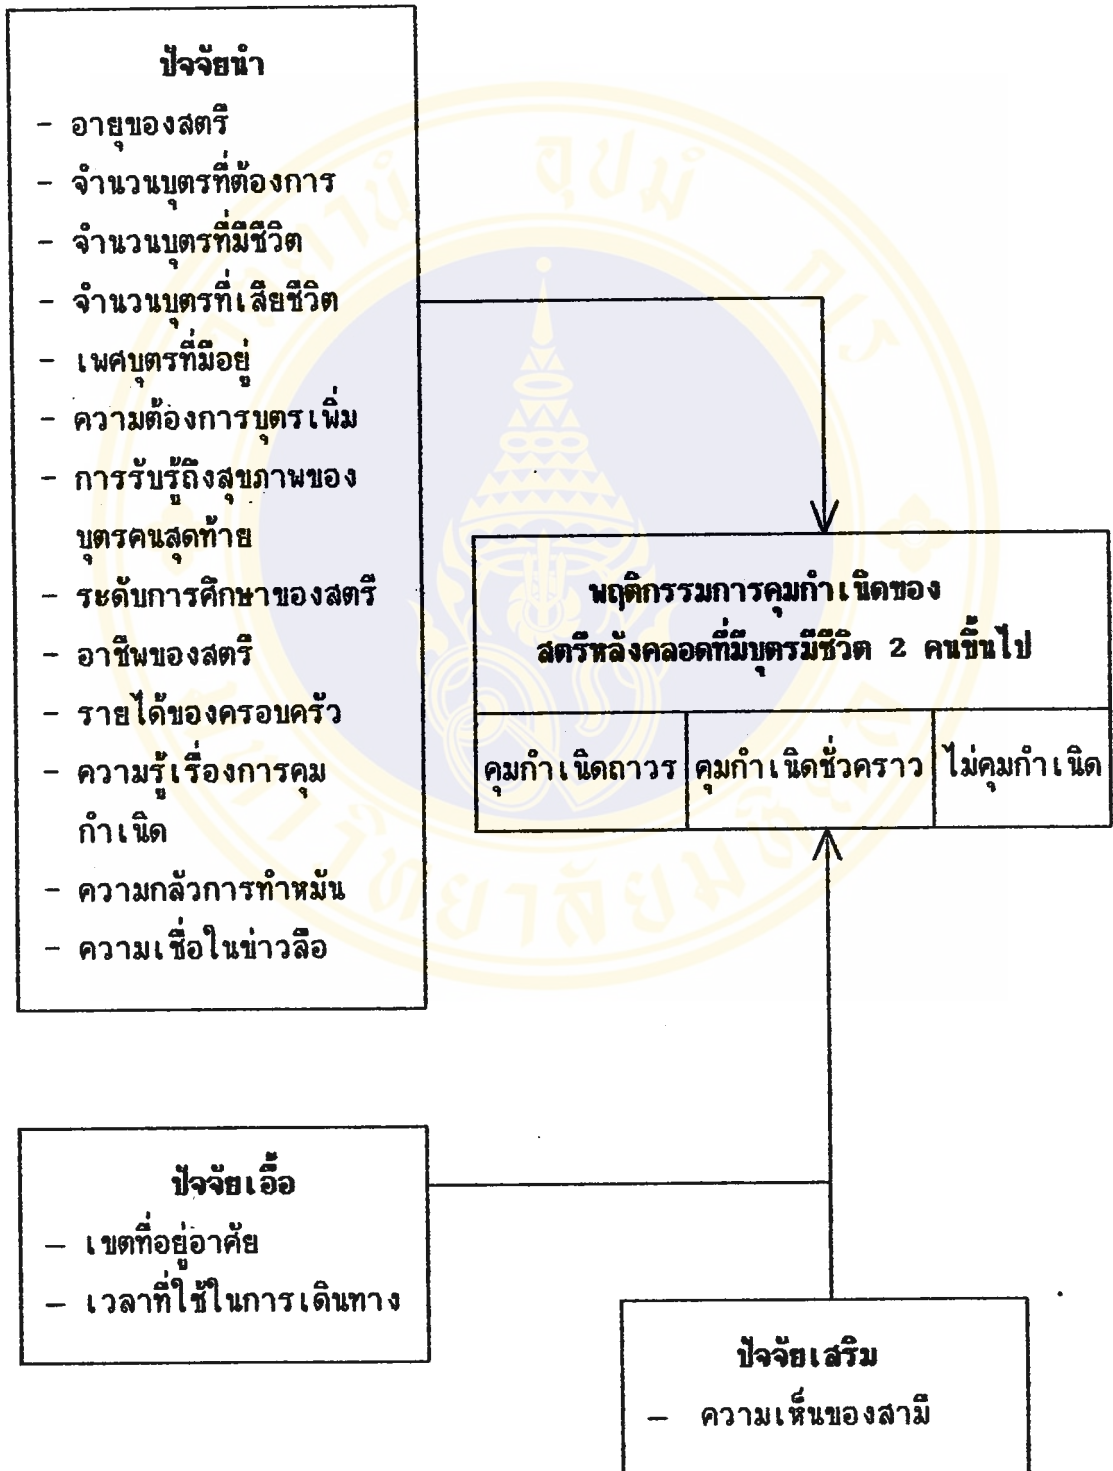 ปัจจัยนำ
- อายุของสตรี
- จำนวนบุตรที่ต้องการ
- จำนวนบุตรที่มีชีวิต
- จำนวนบุตรที่เสียชีวิต
- เพศบุตรที่มีอยู่
- ความต้องการบุตรเพิ่ม
- การรับรู้ถึงสุขภาพของ
บุตรคนสุดท้าย
- ระดับการศึกษาของสตรี
- อาชีพของสตรี
- รายได้ของครอบครัว
- ความรู้เรื่องการคุม
กำเนิด
- ความกลัวการทำหมัน
- ความเชื่อในข่าวลือ
พฤติกรรมการคุมกำเนิดของ
สตรีหลังคลอดที่มีบุตรมีชีวิต 2 คนขึ้นไป
คุมกำเนิดถาวร
คุมกำเนิดชั่วคราว
ไม่คุมกำเนิด
ปัจจัยเอื้อ
- เขตที่อยู่อาศัย
- เวลาที่ใช้ในการเดินทาง
ปัจจัยเสริม
- ความเห็นของสามี